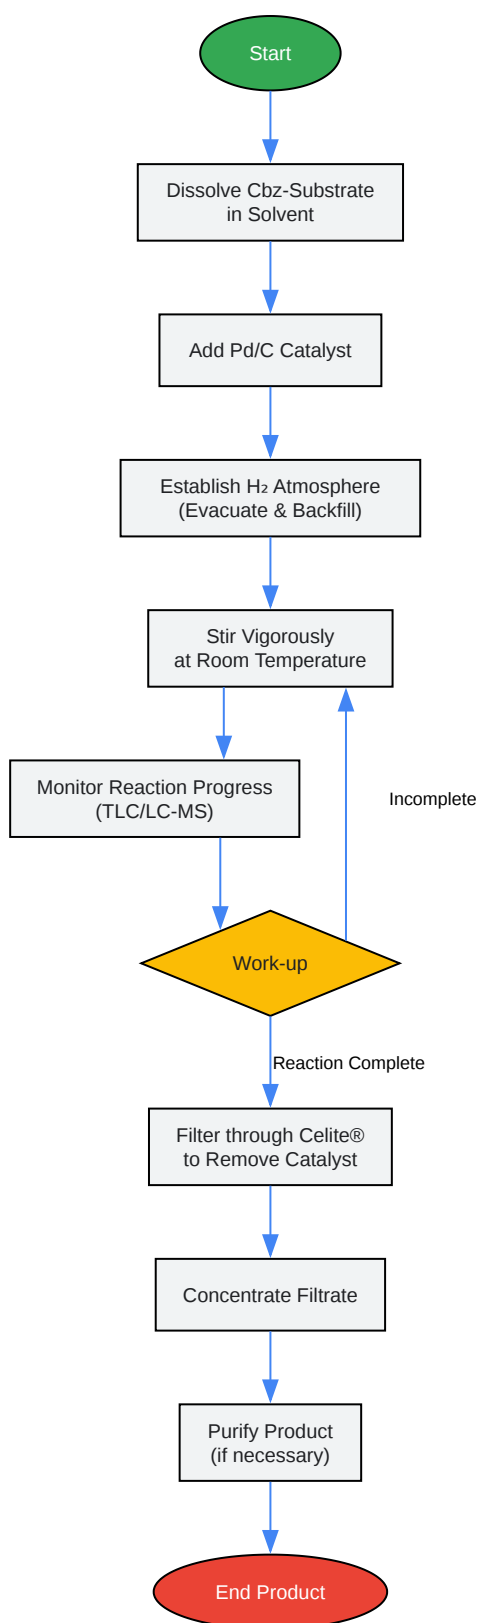 Start
Dissolve Cbz-Substrate
in Solvent
Add Pd/C Catalyst
Establish H₂ Atmosphere
(Evacuate & Backfill)
Stir Vigorously
at Room Temperature
Monitor Reaction Progress
(TLC/LC-MS)
Incomplete
Work-up
Reaction Complete
Filter through Celite®
to Remove Catalyst
Concentrate Filtrate
Purify Product
(if necessary)
End Product